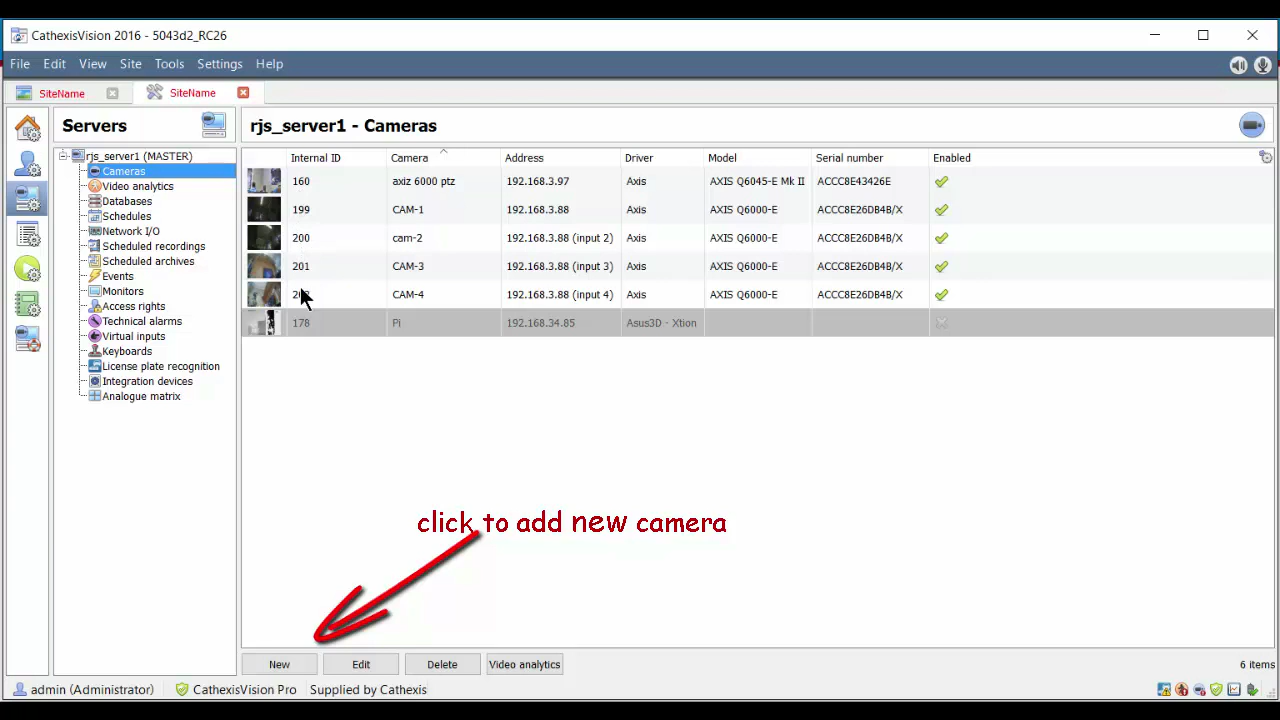 CathexisVision 2016 - 5043d2_RC26
File Edit View Site Tools Settings Help
SiteName SiteName
Servers
rjs_server1 (MASTER)
Cameras
Video analytics
Databases
Schedules
Network I/O
Scheduled recordings
Scheduled archives
Events
Monitors
Access rights
Technical alarms
Virtual inputs
Keyboards
License plate recognition
Integration devices
Analogue matrix
rjs_server1 - Cameras
Internal ID Camera Address Driver Model Serial number Enabled
160 axiz 6000 ptz 192.168.3.97 Axis AXIS Q6045-E Mk II ACCC8E43426E
199 CAM-1 192.168.3.88 Axis AXIS Q6000-E ACCC8E26DB4B/X
200 cam-2 192.168.3.88 (input 2) Axis AXIS Q6000-E ACCC8E26DB4B/X
201 CAM-3 192.168.3.88 (input 3) Axis AXIS Q6000-E ACCC8E26DB4B/X
CAM-4 192.168.3.88 (input 4) Axis AXIS Q6000-E ACCC8E26DB4B/X
178 Pi 192.168.34.85 Asus3D - Xtion
click to add new camera
New Edit Delete Video analytics 6 items
admin (Administrator) CathexisVision Pro Supplied by Cathexis